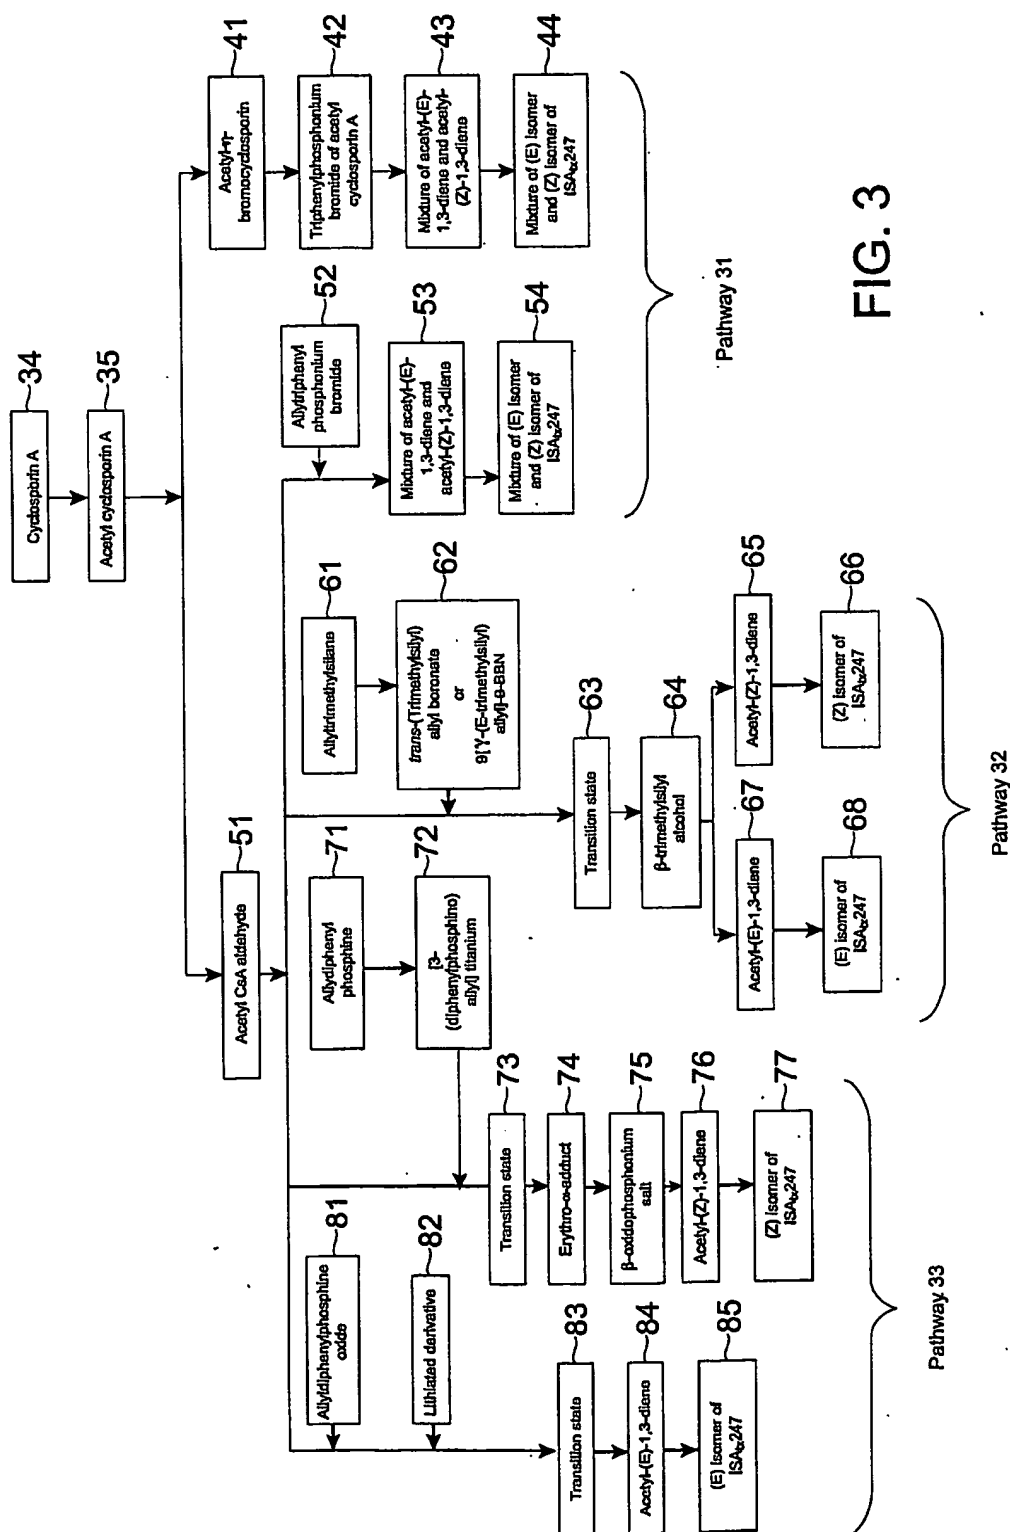 34
Cyclosporin A
35
Acetyl cyclosporin A
41
Acetyl-η-
bromocyclosporin
42
Triphenylphosphonium
bromide of acetyl
cyclosporin A
43
Mixture of acetyl-(E)-
1,3-diene and acetyl-
(Z)-1,3-diene
44
Mixture of (E) isomer
and (Z) isomer of
ISAtx247
51
Acetyl CsA aldehyde
52
Allyltriphenyl
phosphonium
bromide
53
Mixture of acetyl-(E)-
1,3-diene and
acetyl-(Z)-1,3-diene
54
Mixture of (E) isomer
and (Z) isomer of
ISAtx247
Pathway 31
61
Allyltrimethylsilane
62
trans-(Trimethylsilyl)
allyl boronate
or
9[γ-(E-trimethylsilyl)
allyl]-9-BBN
63
Transition state
64
β-trimethylsilyl
alcohol
65
Acetyl-(Z)-1,3-diene
66
(Z) isomer of
ISAtx247
67
Acetyl-(E)-1,3-diene
68
(E) isomer of
ISAtx247
Pathway 32
71
Allydiphenyl
phosphine
72
[3-
(diphenylphosphino)
allyl] titanium
73
Transition state
74
Erythro-α-adduct
75
β-oxidophosphonium
salt
76
Acetyl-(Z)-1,3-diene
77
(Z) isomer of
ISAtx247
81
Allyldiphenylphosphine
oxide
82
Lithiated derivative
83
Transition state
84
Acetyl-(E)-1,3-diene
85
(E) isomer of
ISAtx247
Pathway 33
FIG. 3